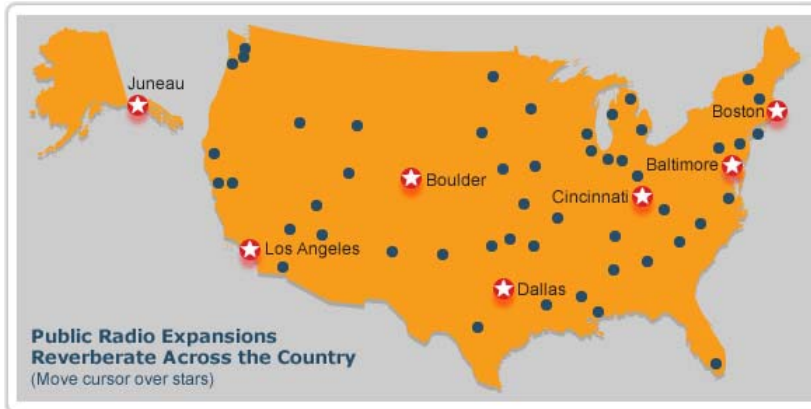 Juneau
Boston
Baltimore
Boulder
Cincinnati
Los Angeles
Dallas
Public Radio Expansions
Reverberate Across the Country
(Move cursor over stars)